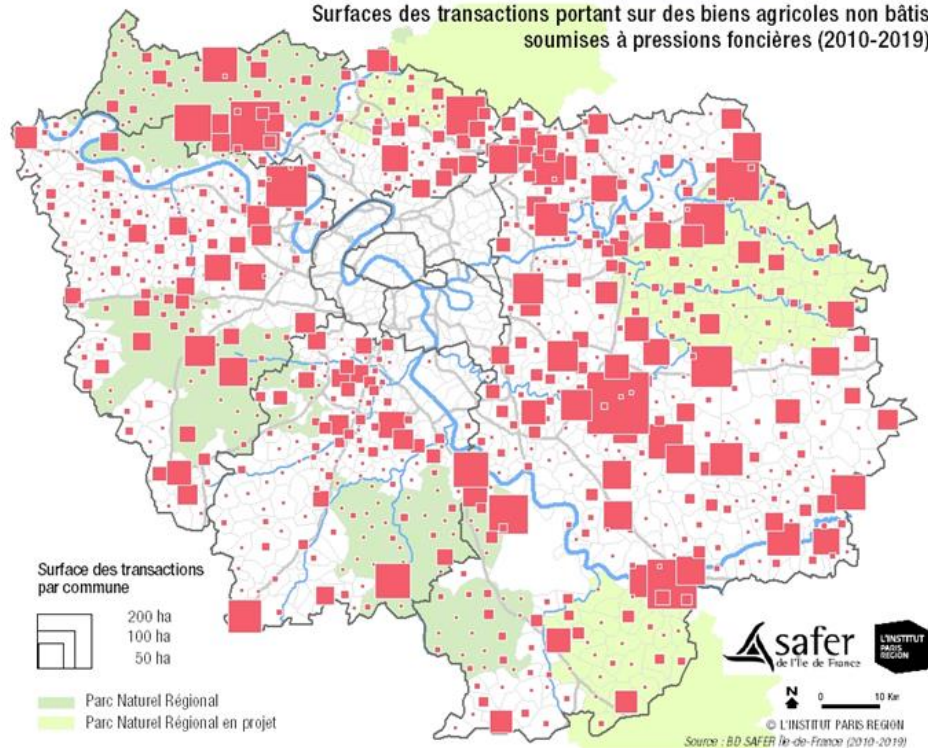 Surfaces des transactions portant sur des biens agricoles non bâtis
soumises à pressions foncières (2010-2019)
Surface des transactions
par commune
200 ha
100 ha
50 ha
Parc Naturel Régional
Parc Naturel Régional en projet
safer
de l'Île de France
L'INSTITUT
PARIS
REGION
N
0 10 Km
© L'INSTITUT PARIS REGION
Source : BD SAFER Île-de-France (2010-2019)